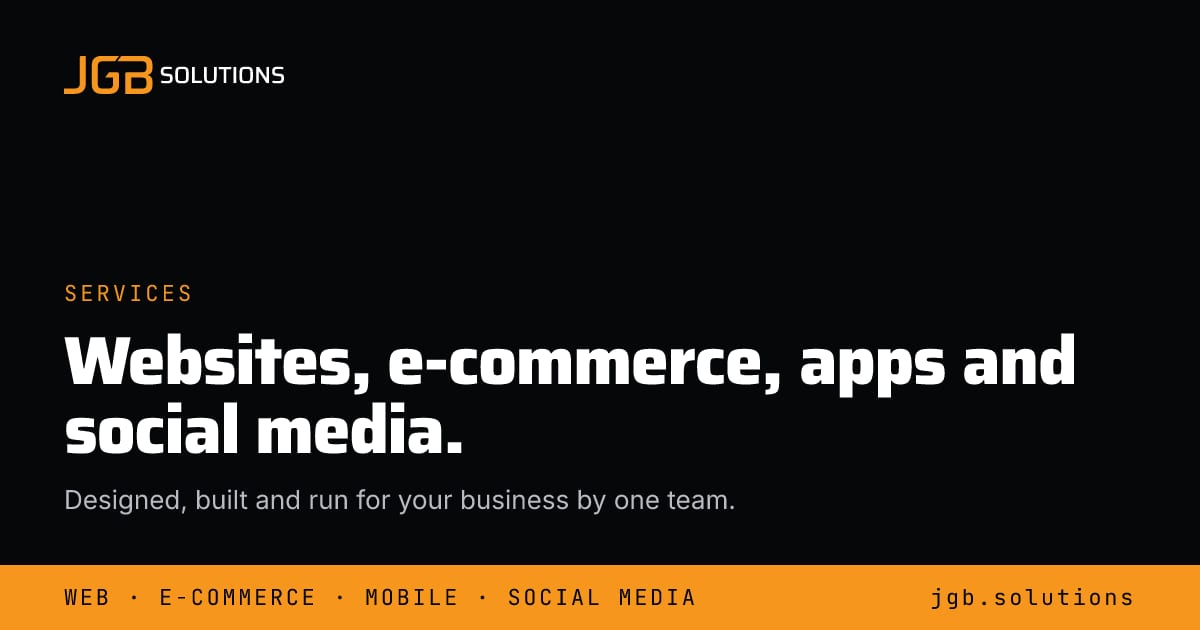 JGB SOLUTIONS
SERVICES
Websites, e-commerce, apps and
social media.
Designed, built and run for your business by one team.
WEB · E-COMMERCE · MOBILE · SOCIAL MEDIA
jgb.solutions